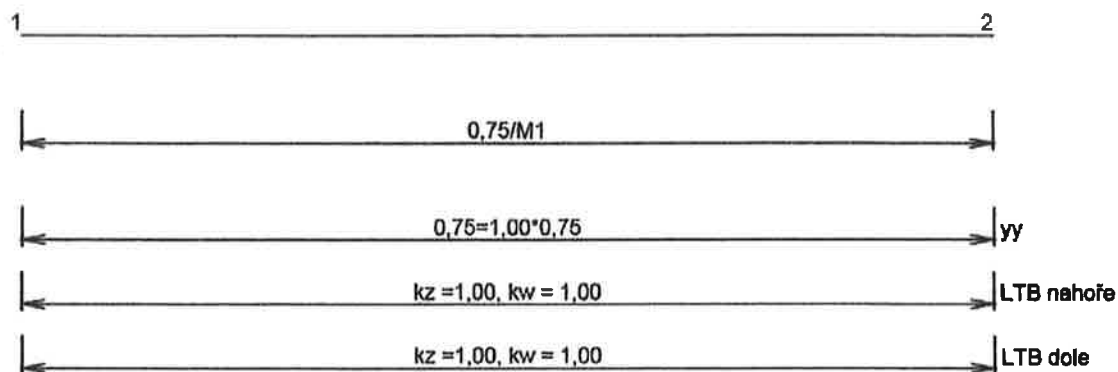 1 2
0,75/M1
0,75=1,00*0,75 yy
kz =1,00, kw = 1,00 LTB nahoře
kz =1,00, kw = 1,00 LTB dole